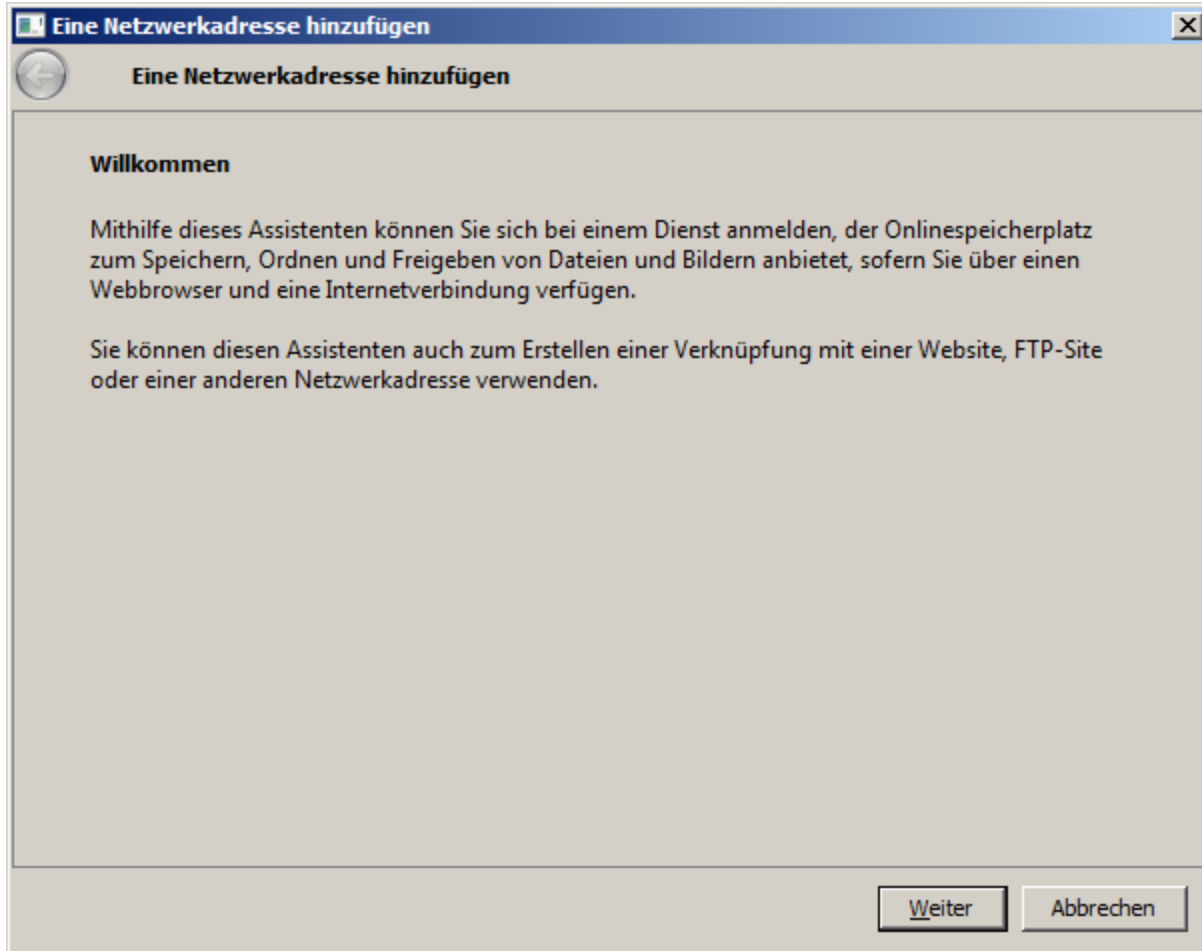 Eine Netzwerkadresse hinzufügen
Eine Netzwerkadresse hinzufügen
Willkommen
Mithilfe dieses Assistenten können Sie sich bei einem Dienst anmelden, der Onlinespeicherplatz
zum Speichern, Ordnen und Freigeben von Dateien und Bildern anbietet, sofern Sie über einen
Webbrowser und eine Internetverbindung verfügen.
Sie können diesen Assistenten auch zum Erstellen einer Verknüpfung mit einer Website, FTP-Site
oder einer anderen Netzwerkadresse verwenden.
Weiter
Abbrechen